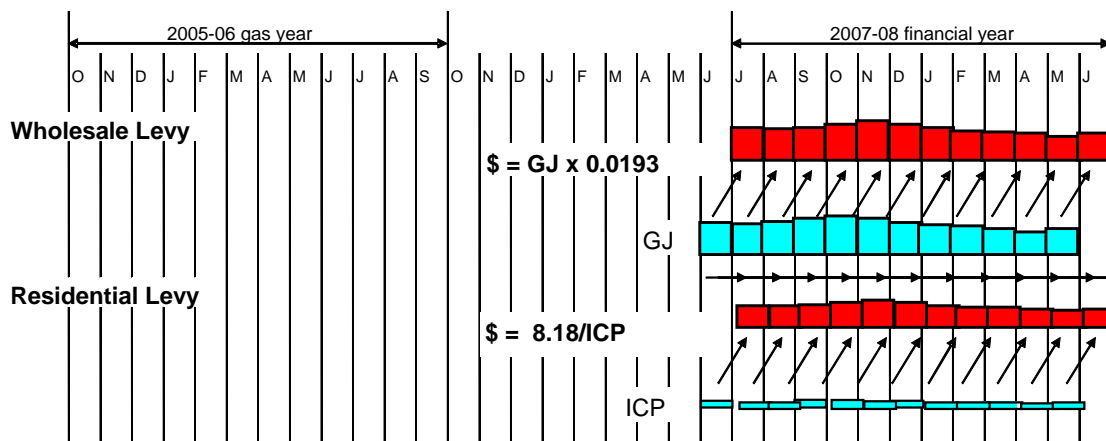 2005-06 gas year 2007-08 financial year
O N D J F M A M J J A S O N D J F M A M J J A S O N D J F M A M J
Wholesale Levy
$ = GJ x 0.0193
GJ
Residential Levy
$ = 8.18/ICP
ICP